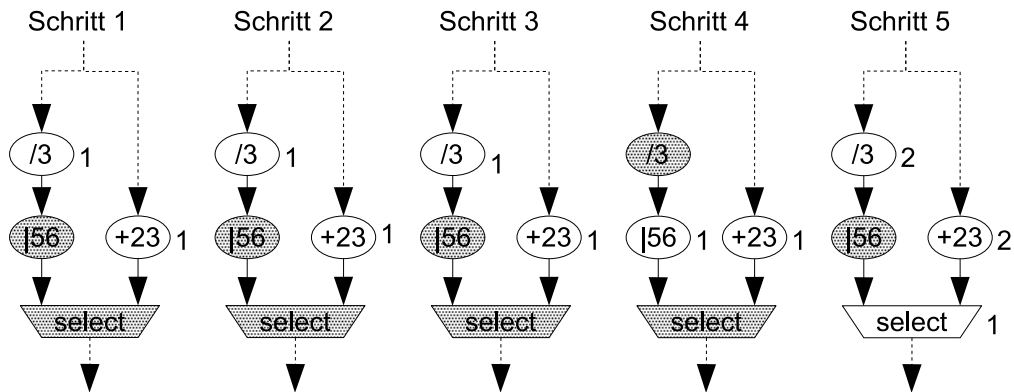 Schritt 1 Schritt 2 Schritt 3 Schritt 4 Schritt 5
/3 1 /3 1 /3 1 /3 /3 2
|56 +23 1 |56 +23 1 |56 +23 1 |56 1 +23 1 |56 +23 2
select select select select select 1